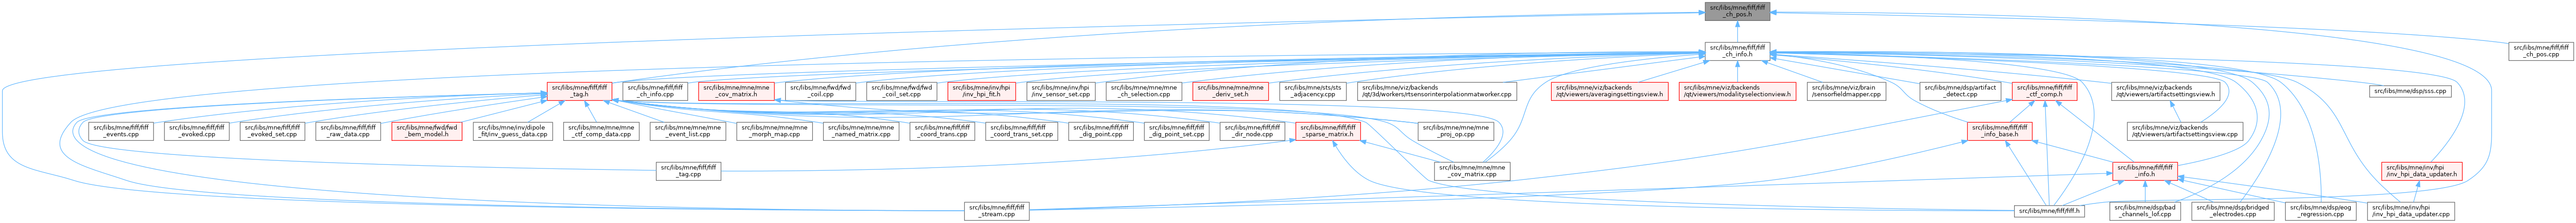 src/libs/mne/fiff/fiff
_ch_pos.h
src/libs/mne/fiff/fiff
_ch_info.h
src/libs/mne/fiff/fiff
_ch_pos.cpp
src/libs/mne/fiff/fiff
_tag.h
src/libs/mne/fiff/fiff
_ch_info.cpp
src/libs/mne/mne/mne
_cov_matrix.h
src/libs/mne/fwd/fwd
_coil.cpp
src/libs/mne/fwd/fwd
_coil_set.cpp
src/libs/mne/inv/hpi
/inv_hpi_fit.h
src/libs/mne/inv/hpi
/inv_sensor_set.cpp
src/libs/mne/mne/mne
_ch_selection.cpp
src/libs/mne/mne/mne
_deriv_set.h
src/libs/mne/sts/sts
_adjacency.cpp
src/libs/mne/viz/backends
/qt/3d/workers/rtsensorinterpolationmatworker.cpp
src/libs/mne/viz/backends
/qt/viewers/averagingsettingsview.h
src/libs/mne/viz/backends
/qt/viewers/modalityselectionview.h
src/libs/mne/viz/brain
/sensorfieldmapper.cpp
src/libs/mne/dsp/artifact
_detect.cpp
src/libs/mne/fiff/fiff
_ctf_comp.h
src/libs/mne/viz/backends
/qt/viewers/artifactsettingsview.h
src/libs/mne/dsp/sss.cpp
src/libs/mne/fiff/fiff
_events.cpp
src/libs/mne/fiff/fiff
_evoked.cpp
src/libs/mne/fiff/fiff
_evoked_set.cpp
src/libs/mne/fiff/fiff
_raw_data.cpp
src/libs/mne/fwd/fwd
_bem_model.h
src/libs/mne/inv/dipole
_fit/inv_guess_data.cpp
src/libs/mne/mne/mne
_ctf_comp_data.cpp
src/libs/mne/mne/mne
_event_list.cpp
src/libs/mne/mne/mne
_morph_map.cpp
src/libs/mne/mne/mne
_named_matrix.cpp
src/libs/mne/fiff/fiff
_coord_trans.cpp
src/libs/mne/fiff/fiff
_coord_trans_set.cpp
src/libs/mne/fiff/fiff
_dig_point.cpp
src/libs/mne/fiff/fiff
_dig_point_set.cpp
src/libs/mne/fiff/fiff
_dir_node.cpp
src/libs/mne/fiff/fiff
_sparse_matrix.h
src/libs/mne/mne/mne
_proj_op.cpp
src/libs/mne/fiff/fiff
_info_base.h
src/libs/mne/viz/backends
/qt/viewers/artifactsettingsview.cpp
src/libs/mne/fiff/fiff
_tag.cpp
src/libs/mne/mne/mne
_cov_matrix.cpp
src/libs/mne/fiff/fiff
_info.h
src/libs/mne/inv/hpi
/inv_hpi_data_updater.h
src/libs/mne/fiff/fiff
_stream.cpp
src/libs/mne/fiff/fiff.h
src/libs/mne/dsp/bad
_channels_lof.cpp
src/libs/mne/dsp/bridged
_electrodes.cpp
src/libs/mne/dsp/eog
_regression.cpp
src/libs/mne/inv/hpi
/inv_hpi_data_updater.cpp